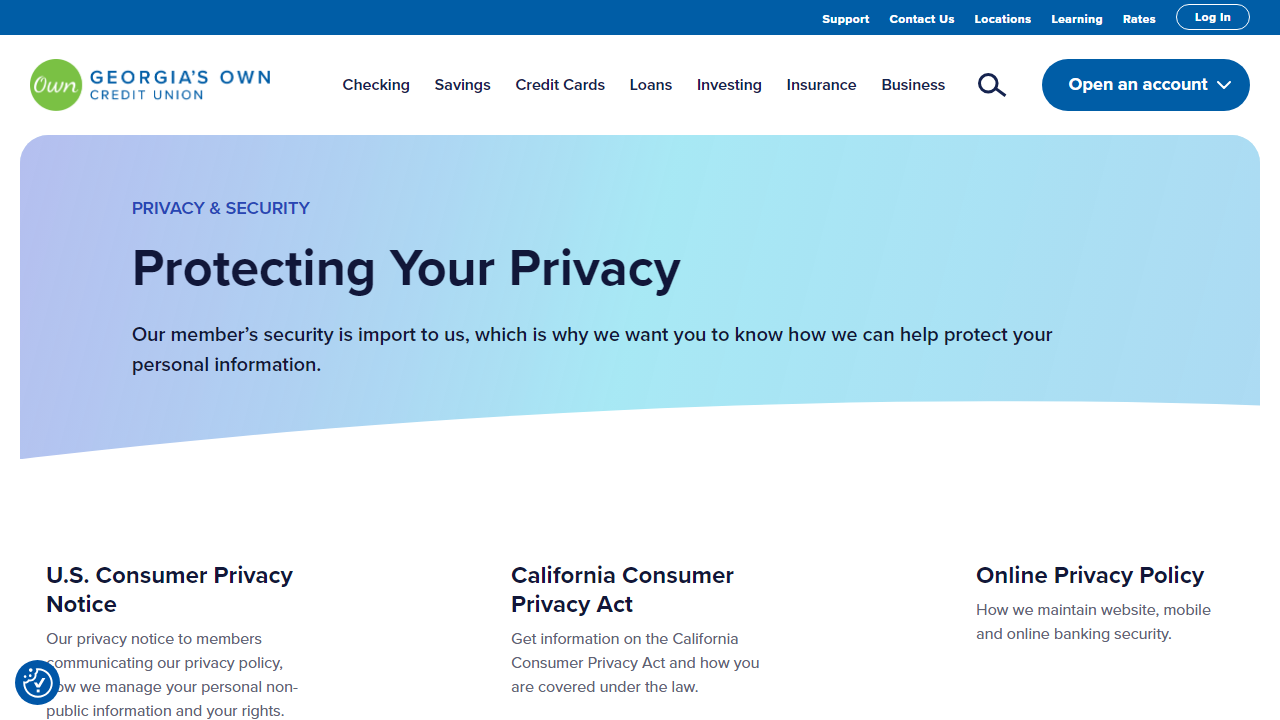 Support Contact Us Locations Learning Rates Log In
Own GEORGIA'S OWN
CREDIT UNION
Checking Savings Credit Cards Loans Investing Insurance Business Open an account
PRIVACY & SECURITY
Protecting Your Privacy
Our member’s security is import to us, which is why we want you to know how we can help protect your
personal information.
U.S. Consumer Privacy
Notice
Our privacy notice to members
communicating our privacy policy,
how we manage your personal non-
public information and your rights.
California Consumer
Privacy Act
Get information on the California
Consumer Privacy Act and how you
are covered under the law.
Online Privacy Policy
How we maintain website, mobile
and online banking security.